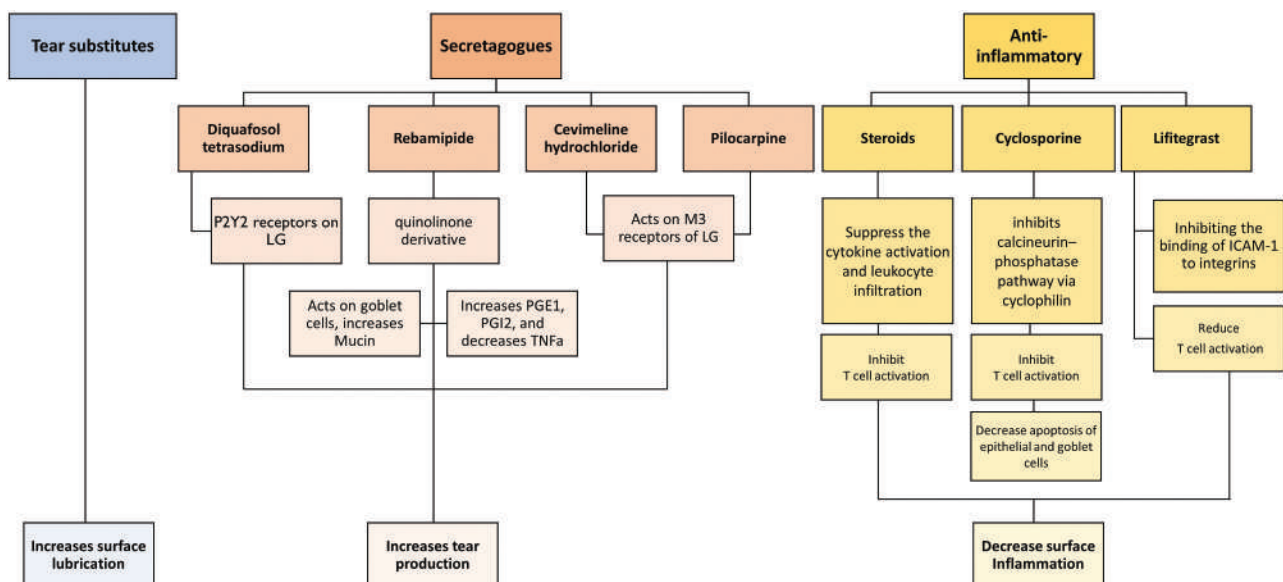 Tear substitutes
Secretagogues
Anti-
inflammatory
Diquafosol
tetrasodium
Rebamipide
Cevimeline
hydrochloride
Pilocarpine
Steroids
Cyclosporine
Lifitegrast
P2Y2 receptors on
LG
quinolinone
derivative
Acts on M3
receptors of LG
Suppress the
cytokine activation
and leukocyte
infiltration
inhibits
calcineurin–
phosphatase
pathway via
cyclophilin
Inhibiting the
binding of ICAM-1
to integrins
Acts on goblet
cells, increases
Mucin
Increases PGE1,
PGI2, and
decreases TNFa
Inhibit
T cell activation
Inhibit
T cell activation
Reduce
T cell activation
Decrease apoptosis of
epithelial and goblet
cells
Increases surface
lubrication
Increases tear
production
Decrease surface
Inflammation